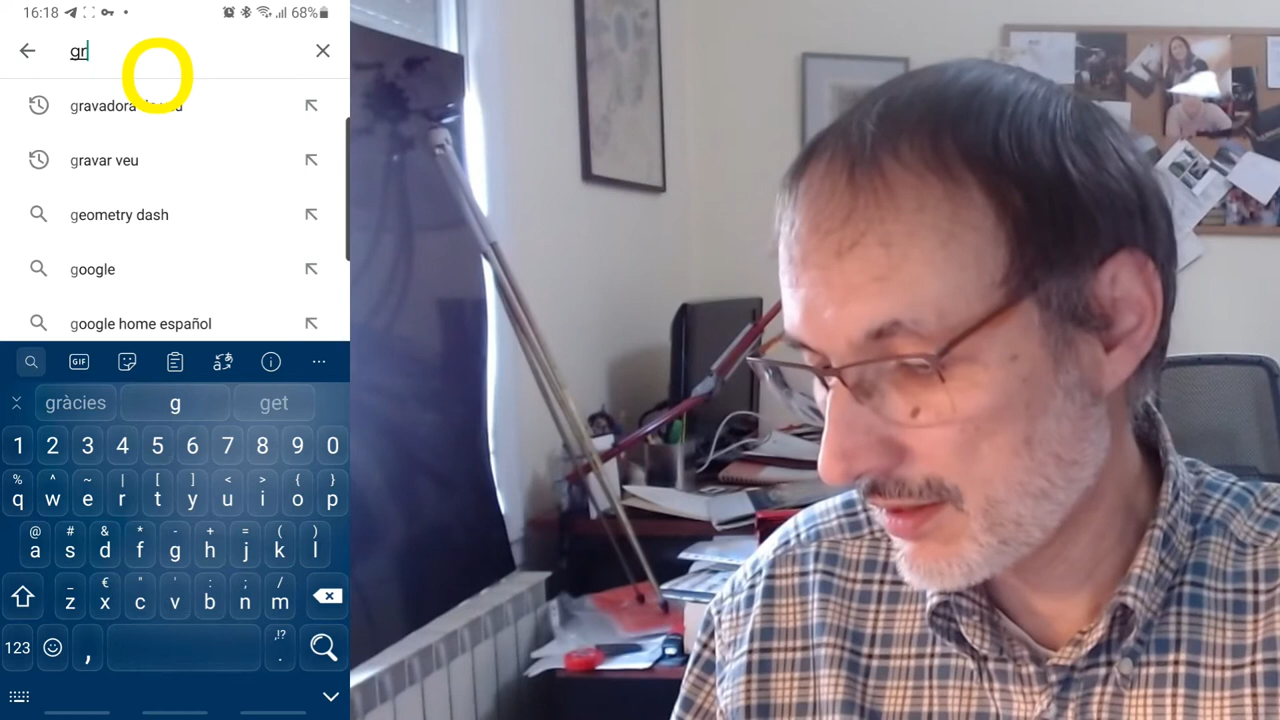 16:18 68%
gr
gravadora
gravar veu
geometry dash
google
google home español
GIF
gràcies g get
1 2 3 4 5 6 7 8 9 0
% ^ ~ | [ ] < > { }
q w e r t y u i o p
@ # & * - + = ( )
a s d f g h j k l
_ € " ' : ; /
z x c v b n m
123 , ,!? .